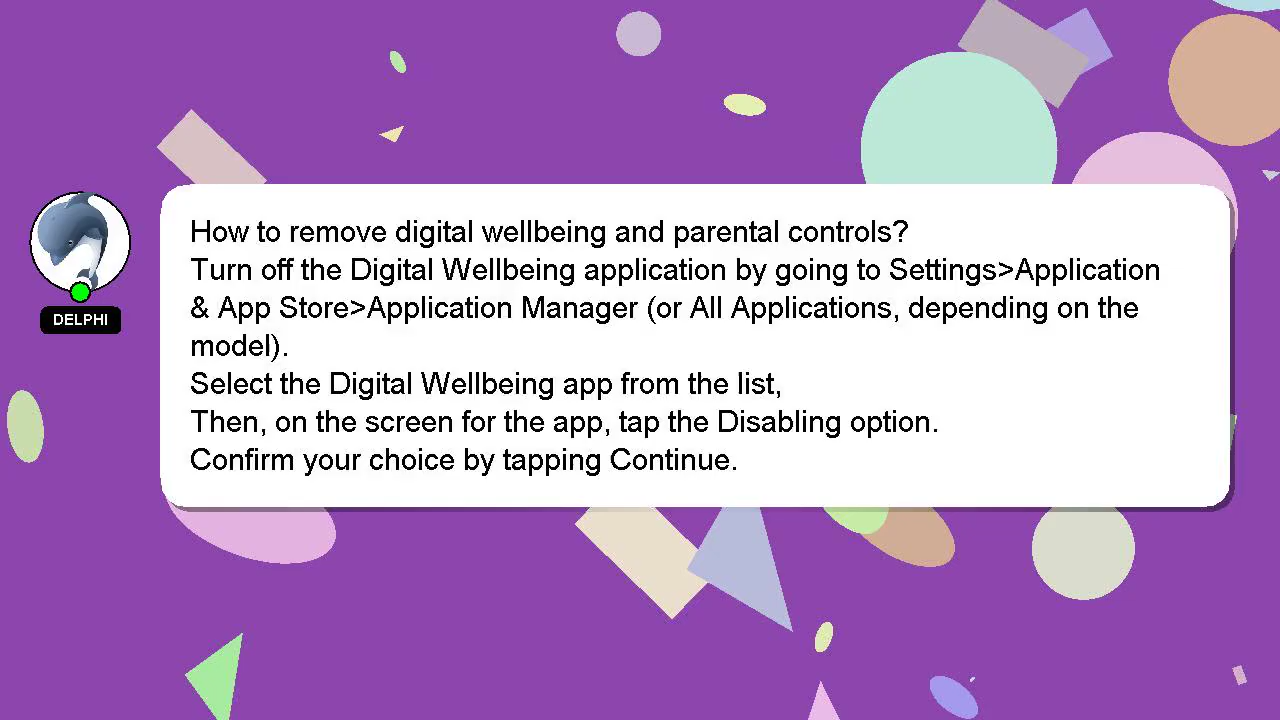 How to remove digital wellbeing and parental controls?
Turn off the Digital Wellbeing application by going to Settings>Application
& App Store>Application Manager (or All Applications, depending on the
model).
Select the Digital Wellbeing app from the list,
Then, on the screen for the app, tap the Disabling option.
Confirm your choice by tapping Continue.
DELPHI